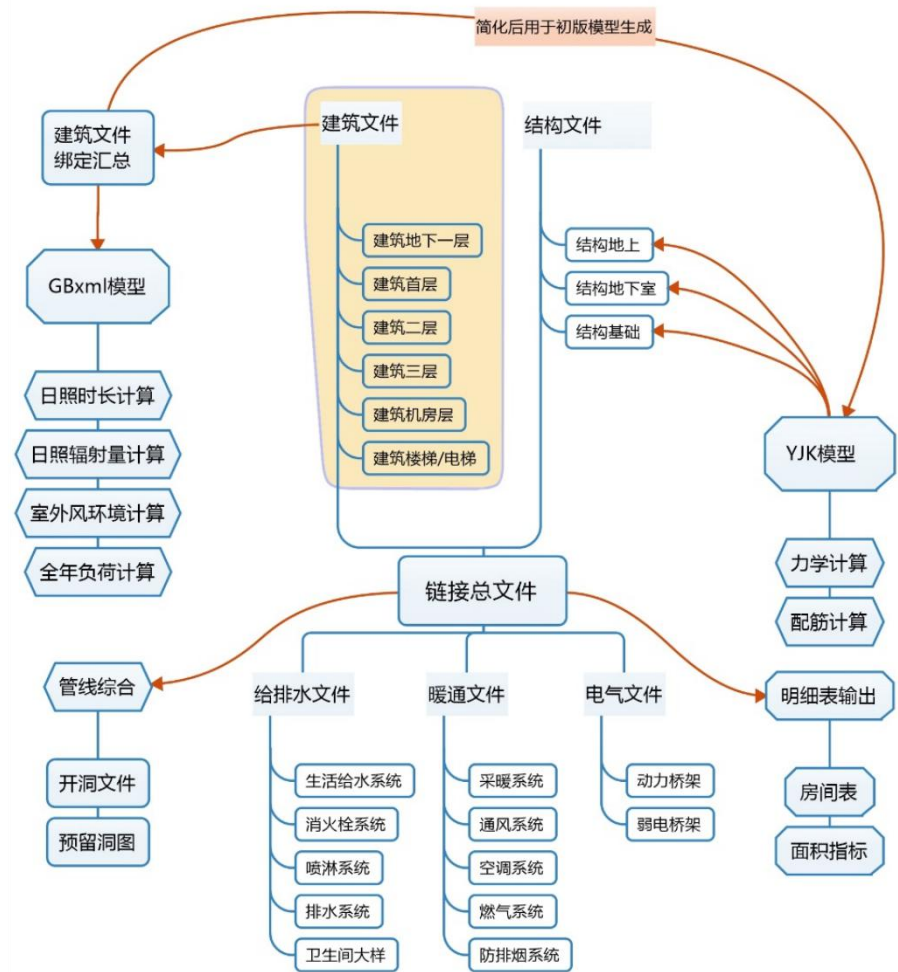 简化后用于初版模型生成
建筑文件
绑定汇总
建筑文件
结构文件
建筑地下一层
建筑首层
建筑二层
建筑三层
建筑机房层
建筑楼梯/电梯
结构地上
结构地下室
结构基础
GBxml模型
日照时长计算
日照辐射量计算
室外风环境计算
全年负荷计算
YJK模型
力学计算
配筋计算
链接总文件
管线综合
开洞文件
预留洞图
给排水文件
生活给水系统
消火栓系统
喷淋系统
排水系统
卫生间大样
暖通文件
采暖系统
通风系统
空调系统
燃气系统
防排烟系统
电气文件
动力桥架
弱电桥架
明细表输出
房间表
面积指标